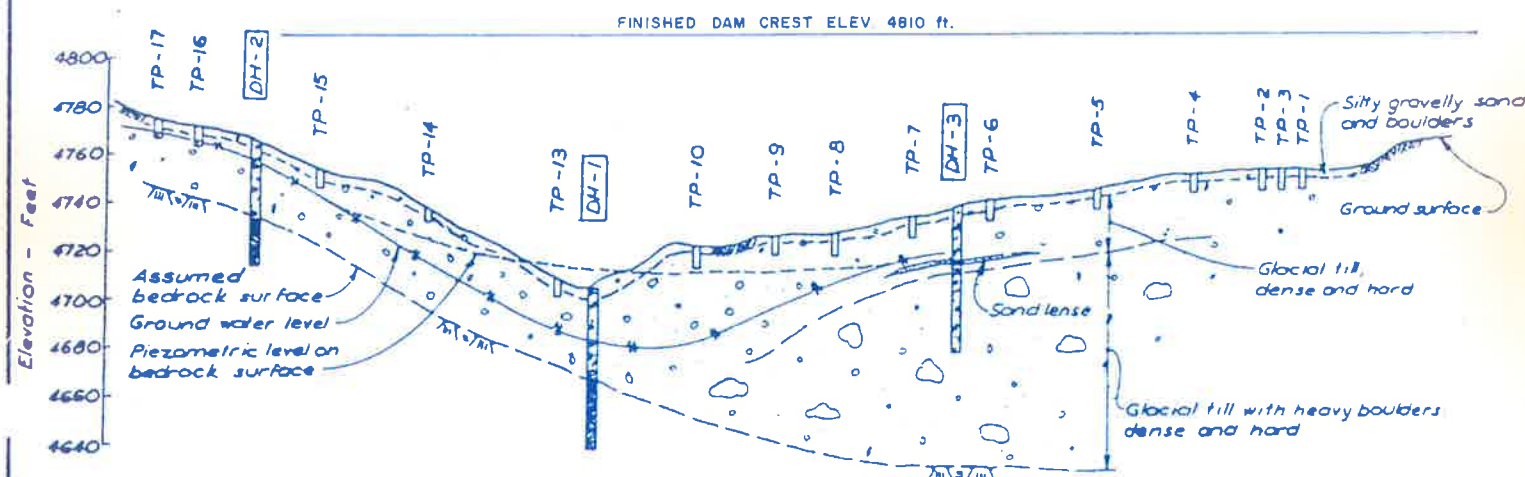 FINISHED DAM CREST ELEV. 4810 ft.
TP-17
TP-16
DH-2
TP-15
TP-14
TP-13
DH-1
TP-10
TP-9
TP-8
TP-7
DH-3
TP-6
TP-5
TP-4
TP-2
TP-3
TP-1
Elevation - Feet
4800
4780
4760
4740
4720
4700
4680
4660
4640
Silty gravelly sand
and boulders
Ground surface
Assumed
bedrock surface
Ground water level
Piezometric level on
bedrock surface
Sand lense
Glacial till,
dense and hard
Glacial till with heavy boulders
dense and hard